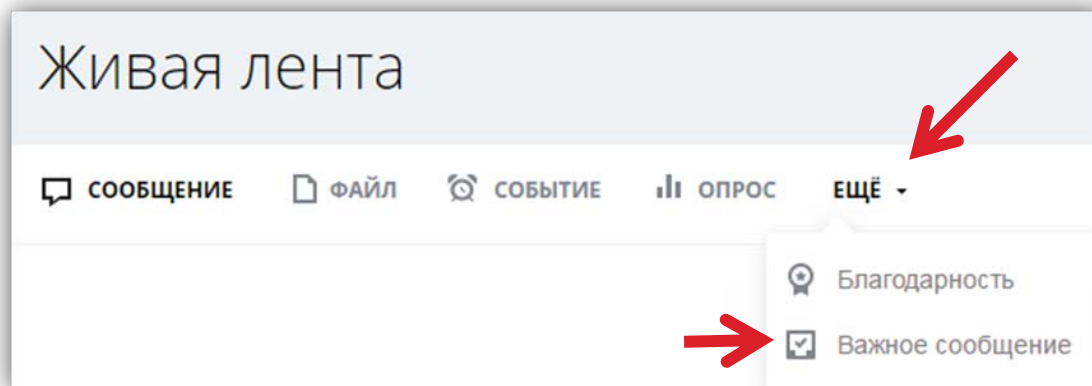 Живая лента
СООБЩЕНИЕ ФАЙЛ СОБЫТИЕ ОПРОС ЕЩЁ
Благодарность
Важное сообщение